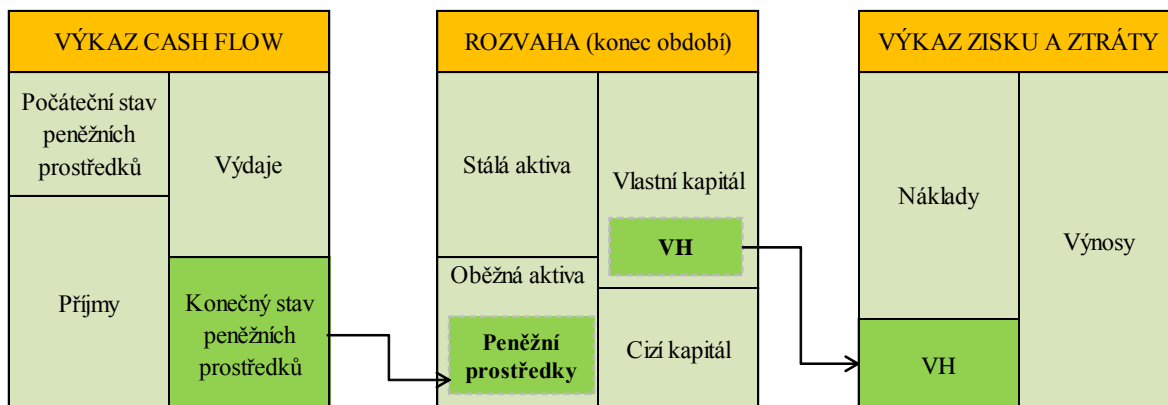 VÝKAZ CASH FLOW
Počáteční stav
peněžních
prostředků
Výdaje
Příjmy
Konečný stav
peněžních
prostředků
ROZVAHA (konec období)
Stálá aktiva
Vlastní kapitál
VH
Oběžná aktiva
Peněžní
prostředky
Cizí kapitál
VÝKAZ ZISKU A ZTRÁTY
Náklady
Výnosy
VH